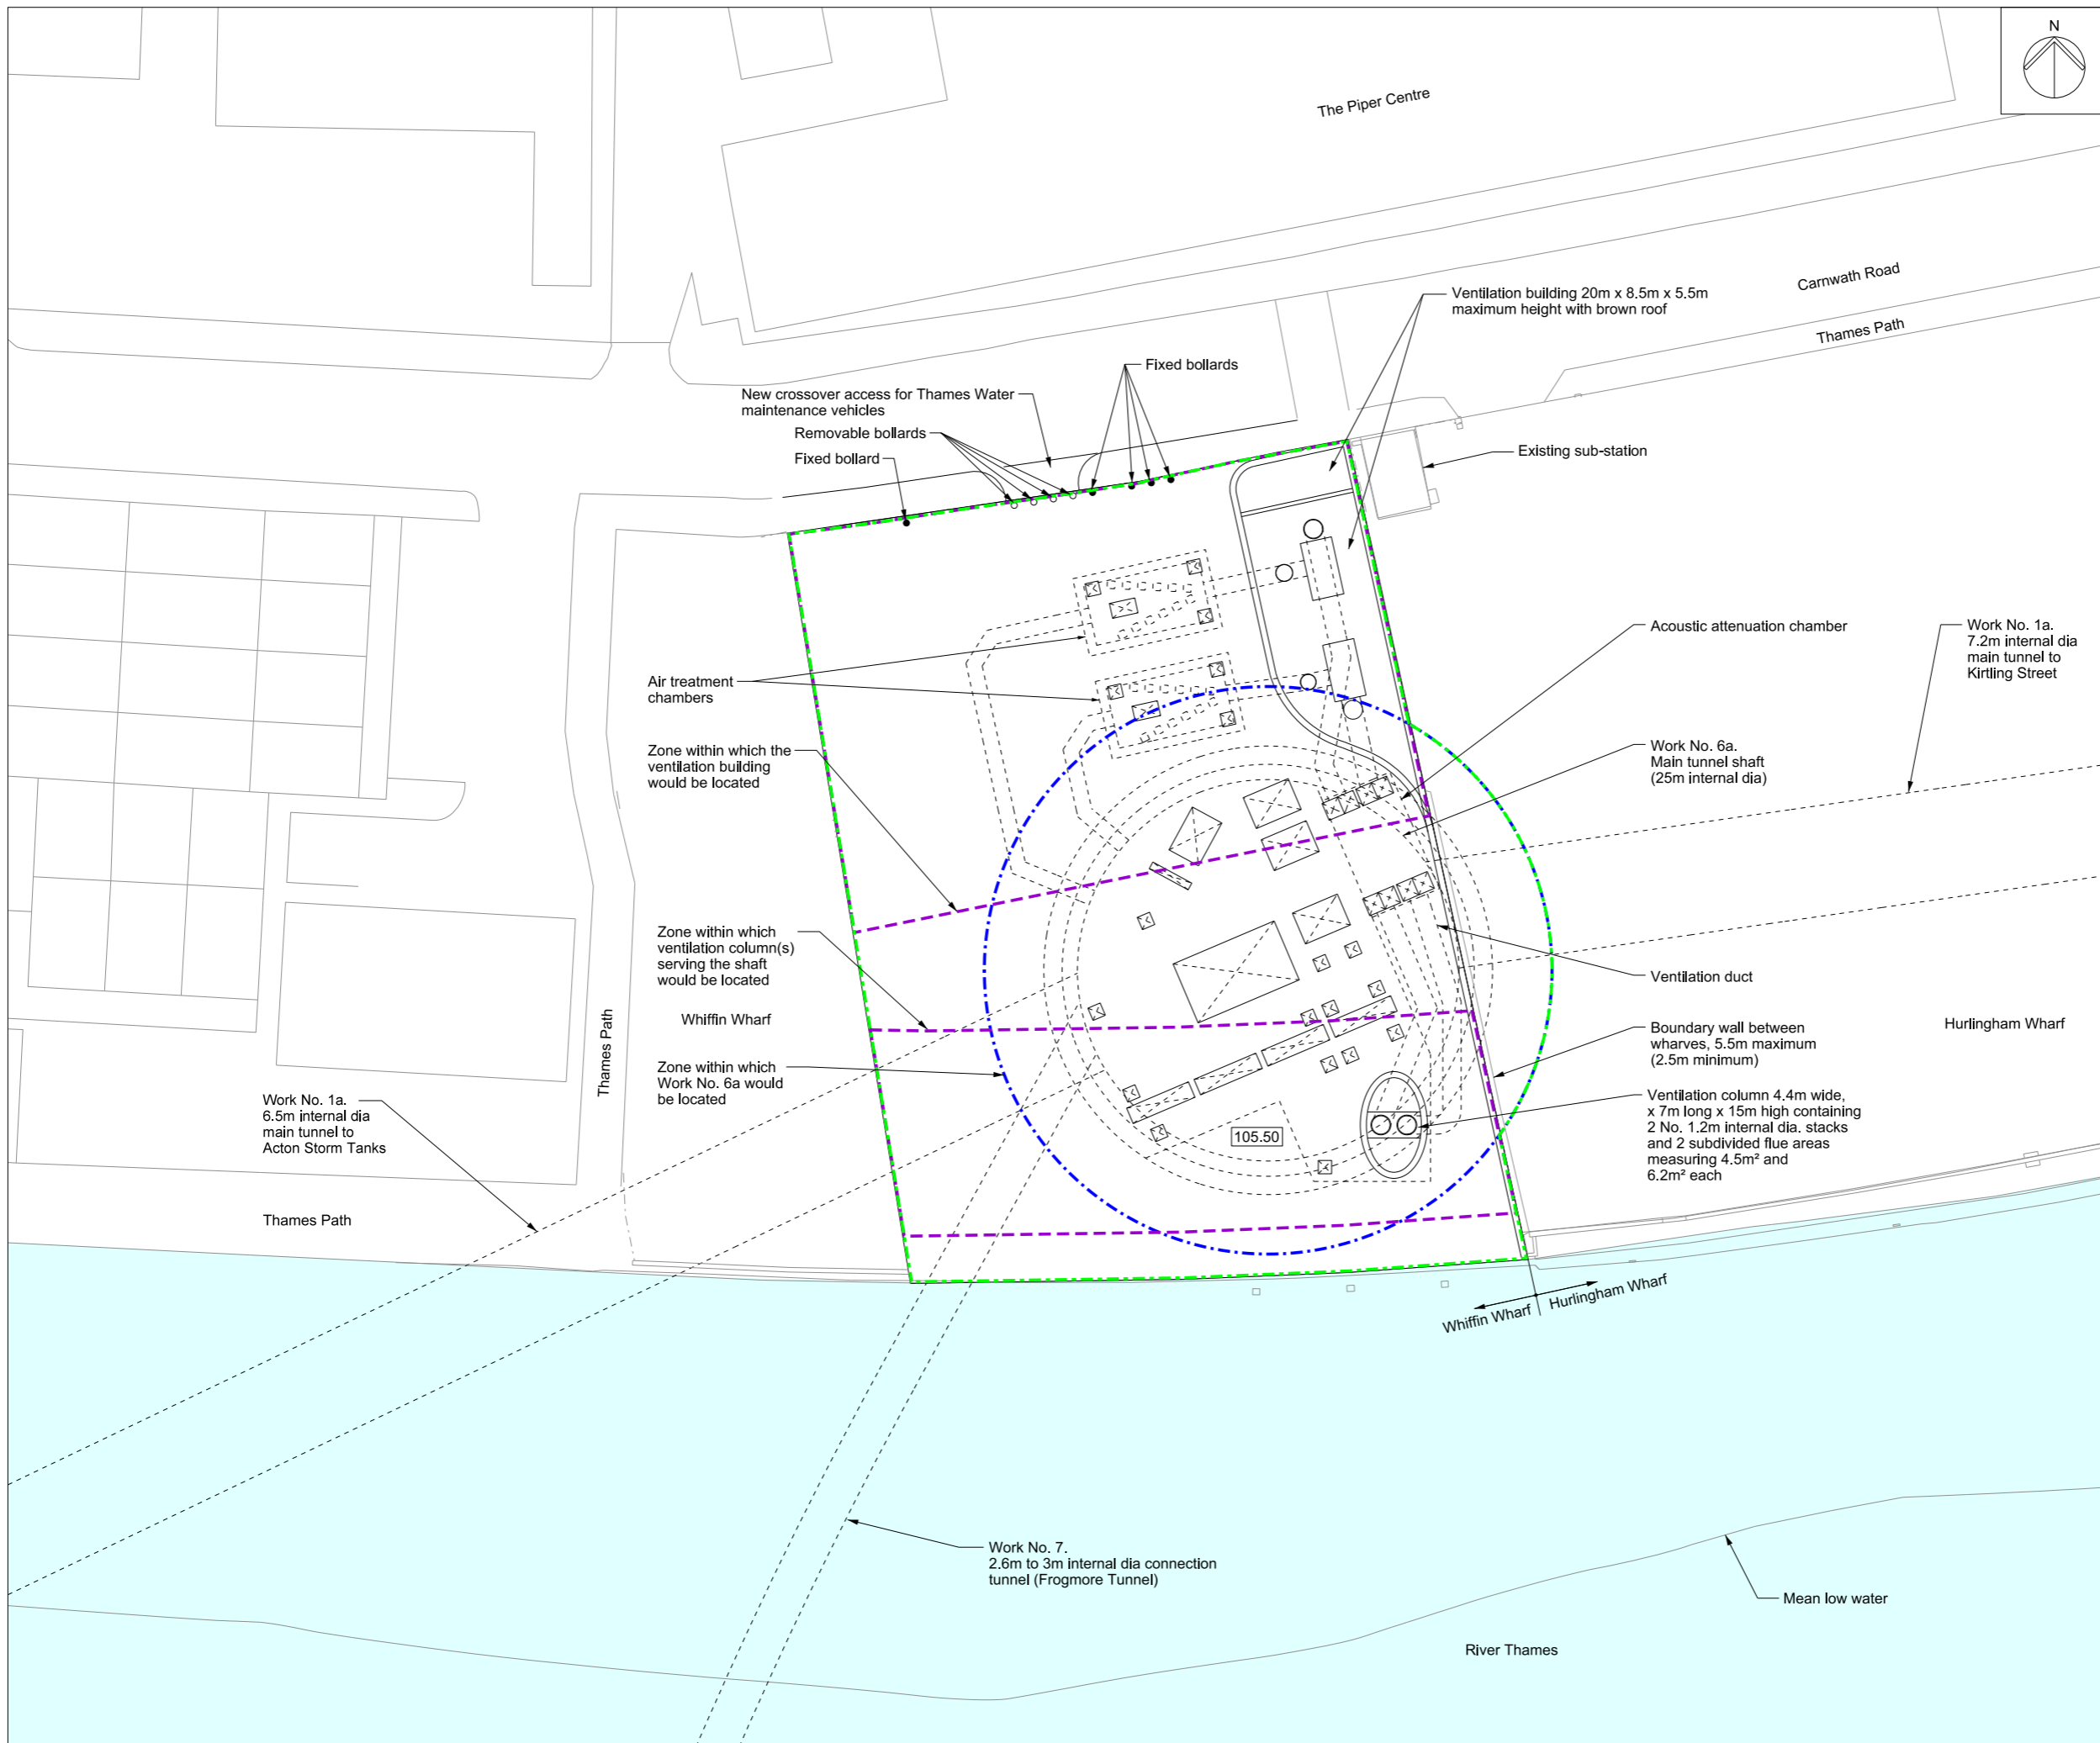 N
The Piper Centre
Carnwath Road
Thames Path
Ventilation building 20m x 8.5m x 5.5m
maximum height with brown roof
Fixed bollards
New crossover access for Thames Water
maintenance vehicles
Removable bollards
Fixed bollard
Existing sub-station
Acoustic attenuation chamber
Work No. 1a.
7.2m internal dia
main tunnel to
Kirtling Street
Air treatment
chambers
Zone within which the
ventilation building
would be located
Work No. 6a.
Main tunnel shaft
(25m internal dia)
Zone within which
ventilation column(s)
serving the shaft
would be located
Ventilation duct
Whiffin Wharf
Thames Path
Hurlingham Wharf
Boundary wall between
wharves, 5.5m maximum
(2.5m minimum)
Zone within which
Work No. 6a would
be located
Work No. 1a.
6.5m internal dia
main tunnel to
Acton Storm Tanks
Ventilation column 4.4m wide,
x 7m long x 15m high containing
2 No. 1.2m internal dia. stacks
and 2 subdivided flue areas
measuring 4.5m² and
6.2m² each
105.50
Thames Path
Whiffin Wharf
Hurlingham Wharf
Work No. 7.
2.6m to 3m internal dia connection
tunnel (Frogmore Tunnel)
Mean low water
River Thames